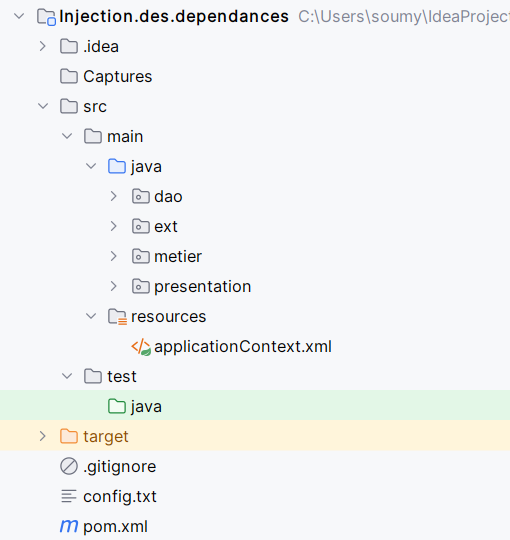 Injection.des.dependances C:\Users\soumy\IdeaProject
.idea
Captures
src
main
java
dao
ext
metier
presentation
resources
applicationContext.xml
test
java
target
.gitignore
config.txt
m pom.xml